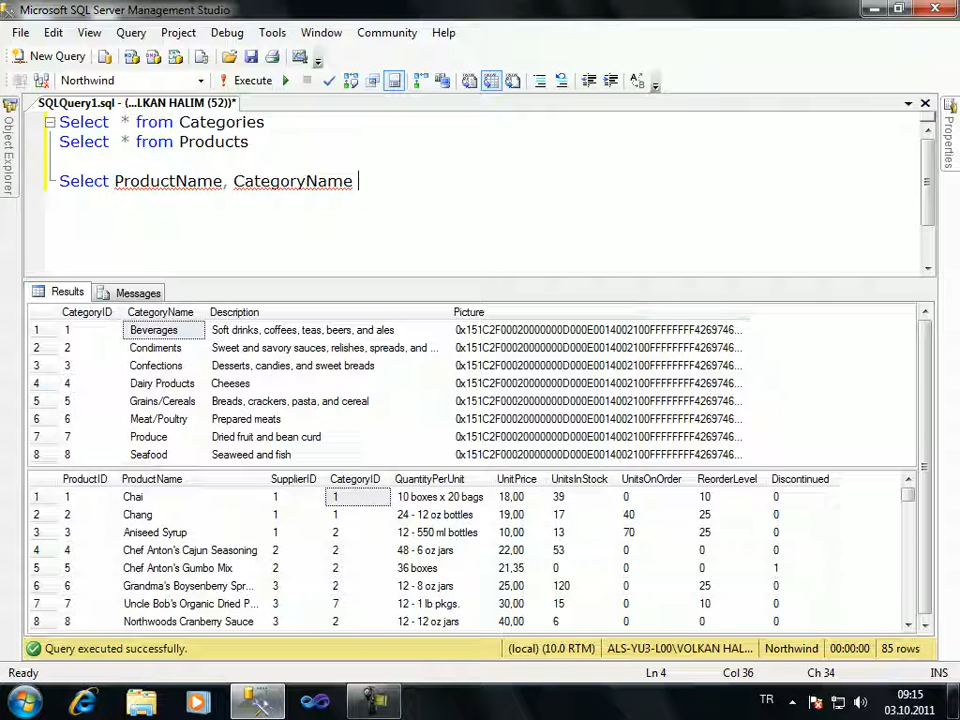 Microsoft SQL Server Management Studio
File Edit View Query Project Debug Tools Window Community Help
New Query
Northwind Execute
SQLQuery1.sql - (...LKAN HALIM (52))*
Object Explorer
Properties
Select * from Categories
Select * from Products
Select ProductName, CategoryName
Results Messages
CategoryID CategoryName Description Picture
1 1 Beverages Soft drinks, coffees, teas, beers, and ales 0x151C2F00020000000D000E0014002100FFFFFFFF4269746...
2 2 Condiments Sweet and savory sauces, relishes, spreads, and ... 0x151C2F00020000000D000E0014002100FFFFFFFF4269746...
3 3 Confections Desserts, candies, and sweet breads 0x151C2F00020000000D000E0014002100FFFFFFFF4269746...
4 4 Dairy Products Cheeses 0x151C2F00020000000D000E0014002100FFFFFFFF4269746...
5 5 Grains/Cereals Breads, crackers, pasta, and cereal 0x151C2F00020000000D000E0014002100FFFFFFFF4269746...
6 6 Meat/Poultry Prepared meats 0x151C2F00020000000D000E0014002100FFFFFFFF4269746...
7 7 Produce Dried fruit and bean curd 0x151C2F00020000000D000E0014002100FFFFFFFF4269746...
8 8 Seafood Seaweed and fish 0x151C2F00020000000D000E0014002100FFFFFFFF4269746...
ProductID ProductName SupplierID CategoryID QuantityPerUnit UnitPrice UnitsInStock UnitsOnOrder ReorderLevel Discontinued
1 1 Chai 1 1 10 boxes x 20 bags 18,00 39 0 10 0
2 2 Chang 1 1 24 - 12 oz bottles 19,00 17 40 25 0
3 3 Aniseed Syrup 1 2 12 - 550 ml bottles 10,00 13 70 25 0
4 4 Chef Anton's Cajun Seasoning 2 2 48 - 6 oz jars 22,00 53 0 0 0
5 5 Chef Anton's Gumbo Mix 2 2 36 boxes 21,35 0 0 0 1
6 6 Grandma's Boysenberry Spr... 3 2 12 - 8 oz jars 25,00 120 0 25 0
7 7 Uncle Bob's Organic Dried P... 3 7 12 - 1 lb pkgs. 30,00 15 0 10 0
8 8 Northwoods Cranberry Sauce 3 2 12 - 12 oz jars 40,00 6 0 0 0
Query executed successfully. (local) (10.0 RTM) ALS-YU3-L00\VOLKAN HAL... Northwind 00:00:00 85 rows
Ready Ln 4 Col 36 Ch 34 INS
TR 09:15
03.10.2011